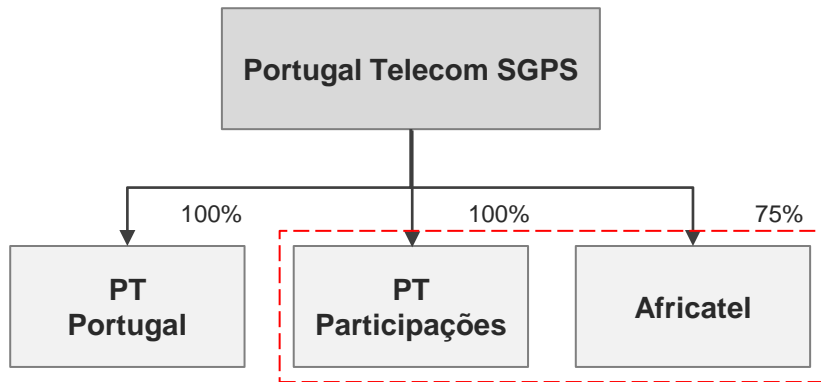 Portugal Telecom SGPS
100%
100%
75%
PT
Portugal
PT
Participações
Africatel